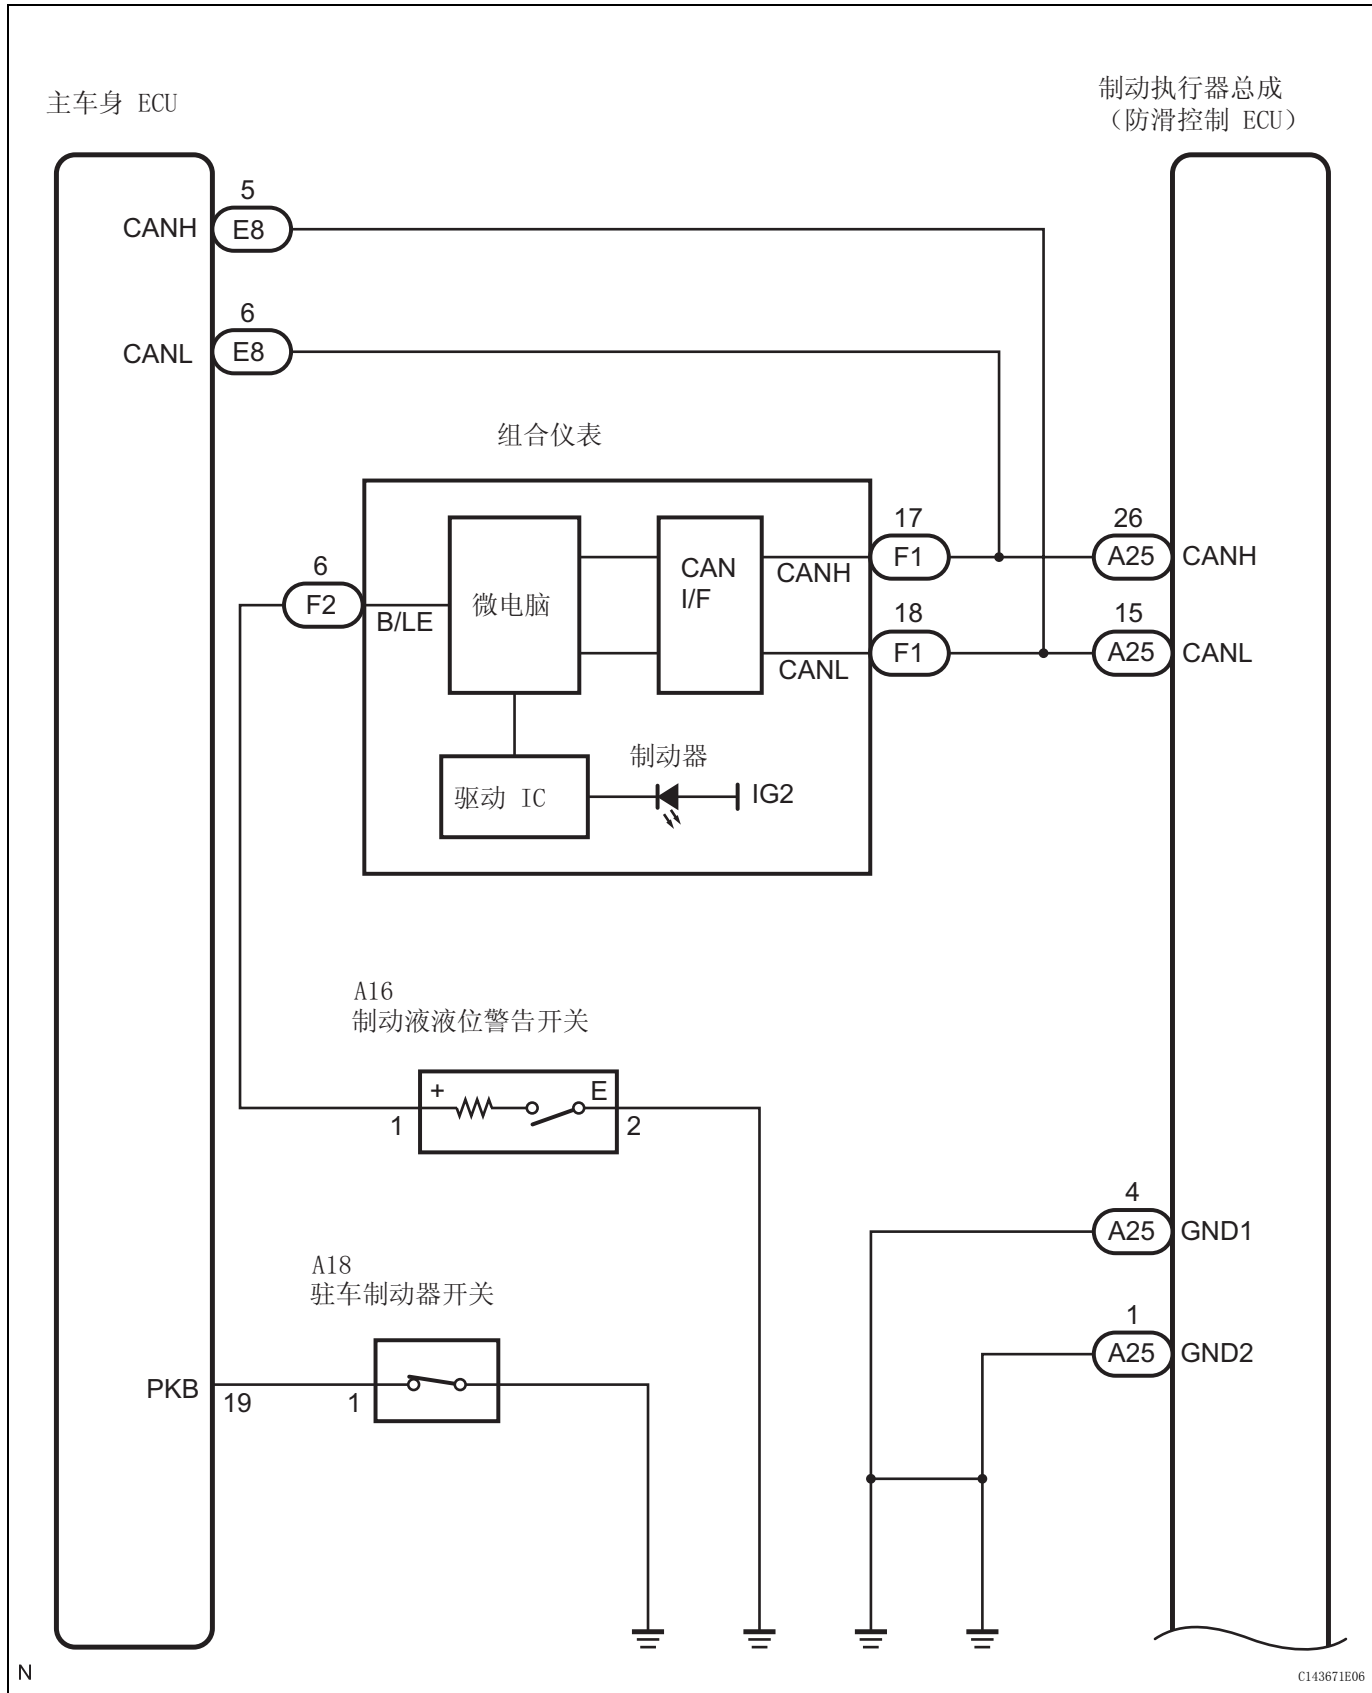 主车身 ECU
制动执行器总成
（防滑控制 ECU）
5
CANH
E8
6
CANL
E8
组合仪表
17
26
CAN
I/F
CANH
F1
A25
CANH
6
F2
B/LE
微电脑
18
15
CANL
F1
A25
CANL
制动器
驱动 IC
IG2
A16
制动液液位警告开关
+
E
1
2
4
A25
GND1
A18
驻车制动器开关
1
A25
GND2
PKB
19
1
N
C143671E06